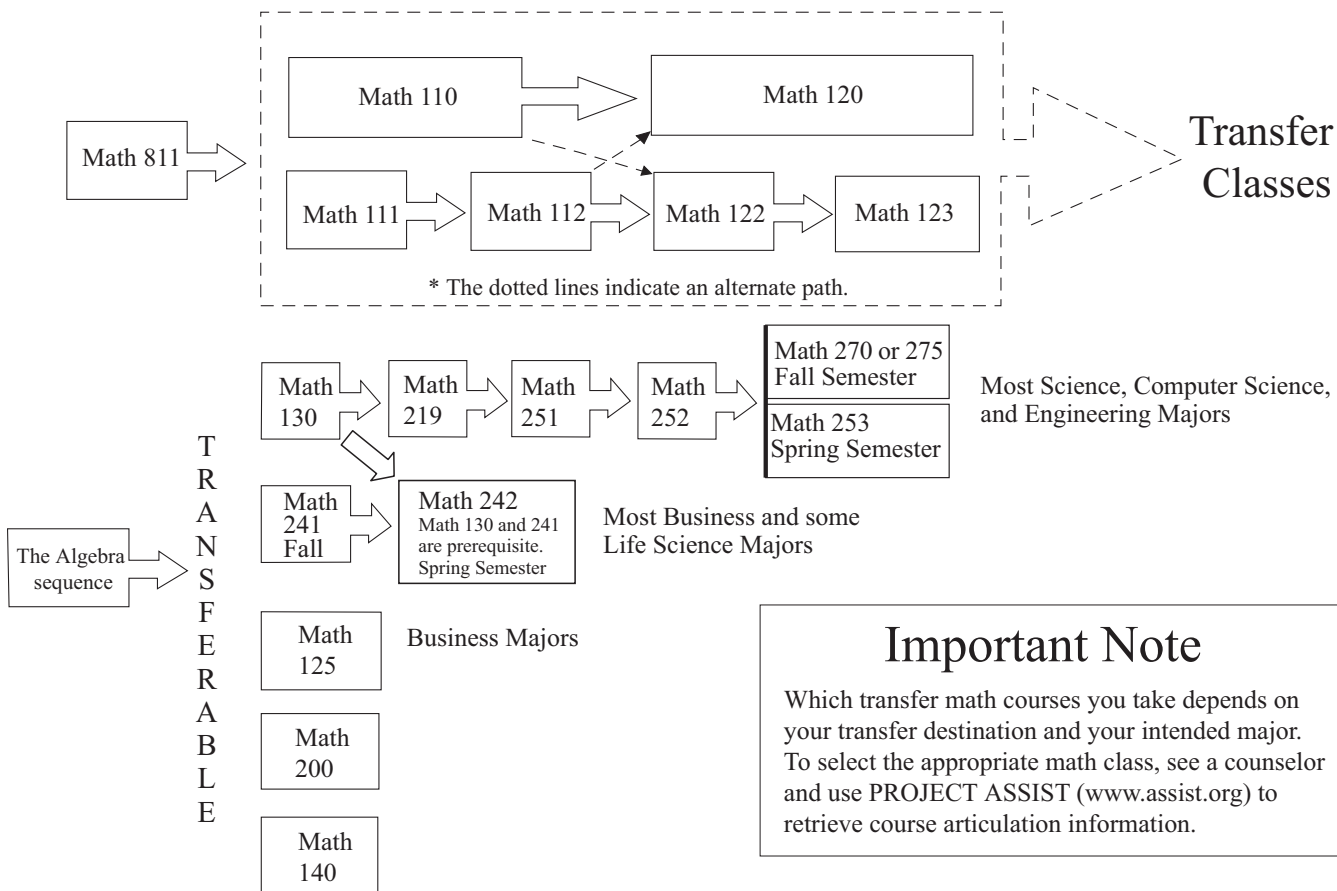 Math 110
Math 120
Math 811
Transfer
Classes
Math 111
Math 112
Math 122
Math 123
* The dotted lines indicate an alternate path.
Math
130
Math
219
Math
251
Math
252
Math 270 or 275
Fall Semester
Math 253
Spring Semester
Most Science, Computer Science,
and Engineering Majors
The Algebra
sequence
T
R
A
N
S
F
E
R
A
B
L
E
Math
241
Fall
Math 242
Math 130 and 241
are prerequisite.
Spring Semester
Most Business and some
Life Science Majors
Math
125
Business Majors
Math
200
Math
140
Important Note
Which transfer math courses you take depends on
your transfer destination and your intended major.
To select the appropriate math class, see a counselor
and use PROJECT ASSIST (www.assist.org) to
retrieve course articulation information.